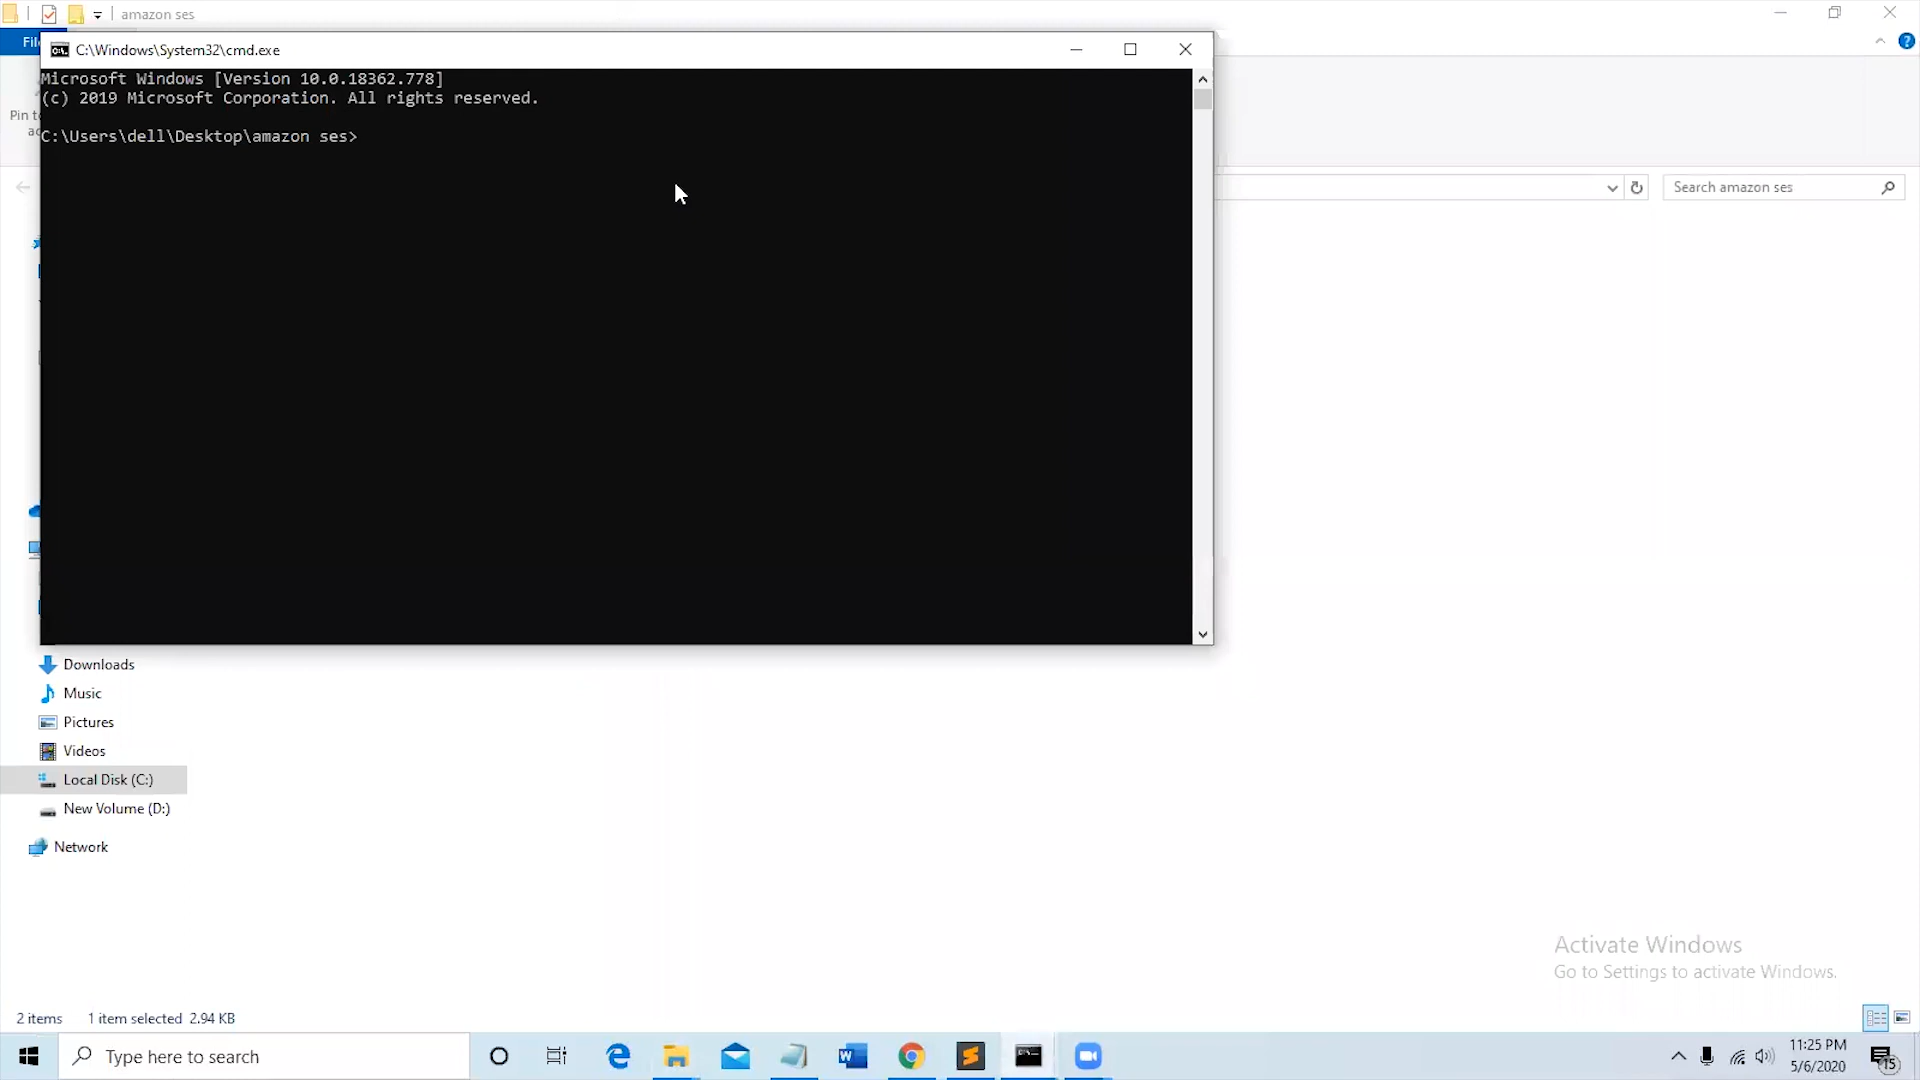 amazon ses
Fil
C:\Windows\System32\cmd.exe
Microsoft Windows [Version 10.0.18362.778]
(c) 2019 Microsoft Corporation. All rights reserved.
Pin t
C:\Users\dell\Desktop\amazon ses>
Search amazon ses
Downloads
Music
Pictures
Videos
Local Disk (C:)
New Volume (D:)
Network
Activate Windows
Go to Settings to activate Windows.
2 items 1 item selected 2.94 KB
Type here to search
11:25 PM
5/6/2020
15